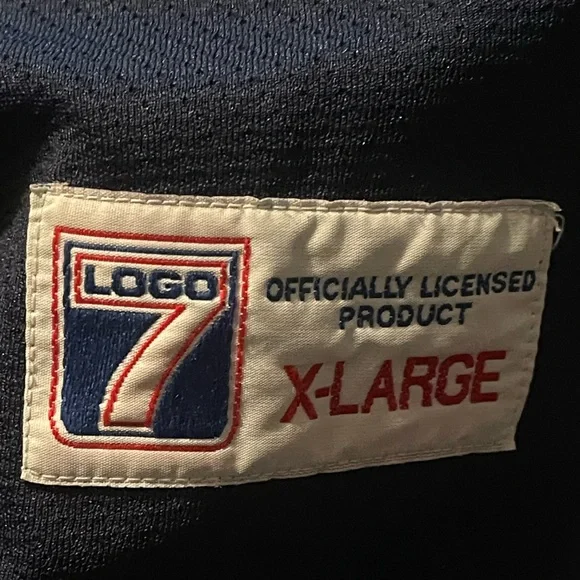 LOGO
7
OFFICIALLY LICENSED
PRODUCT
X-LARGE